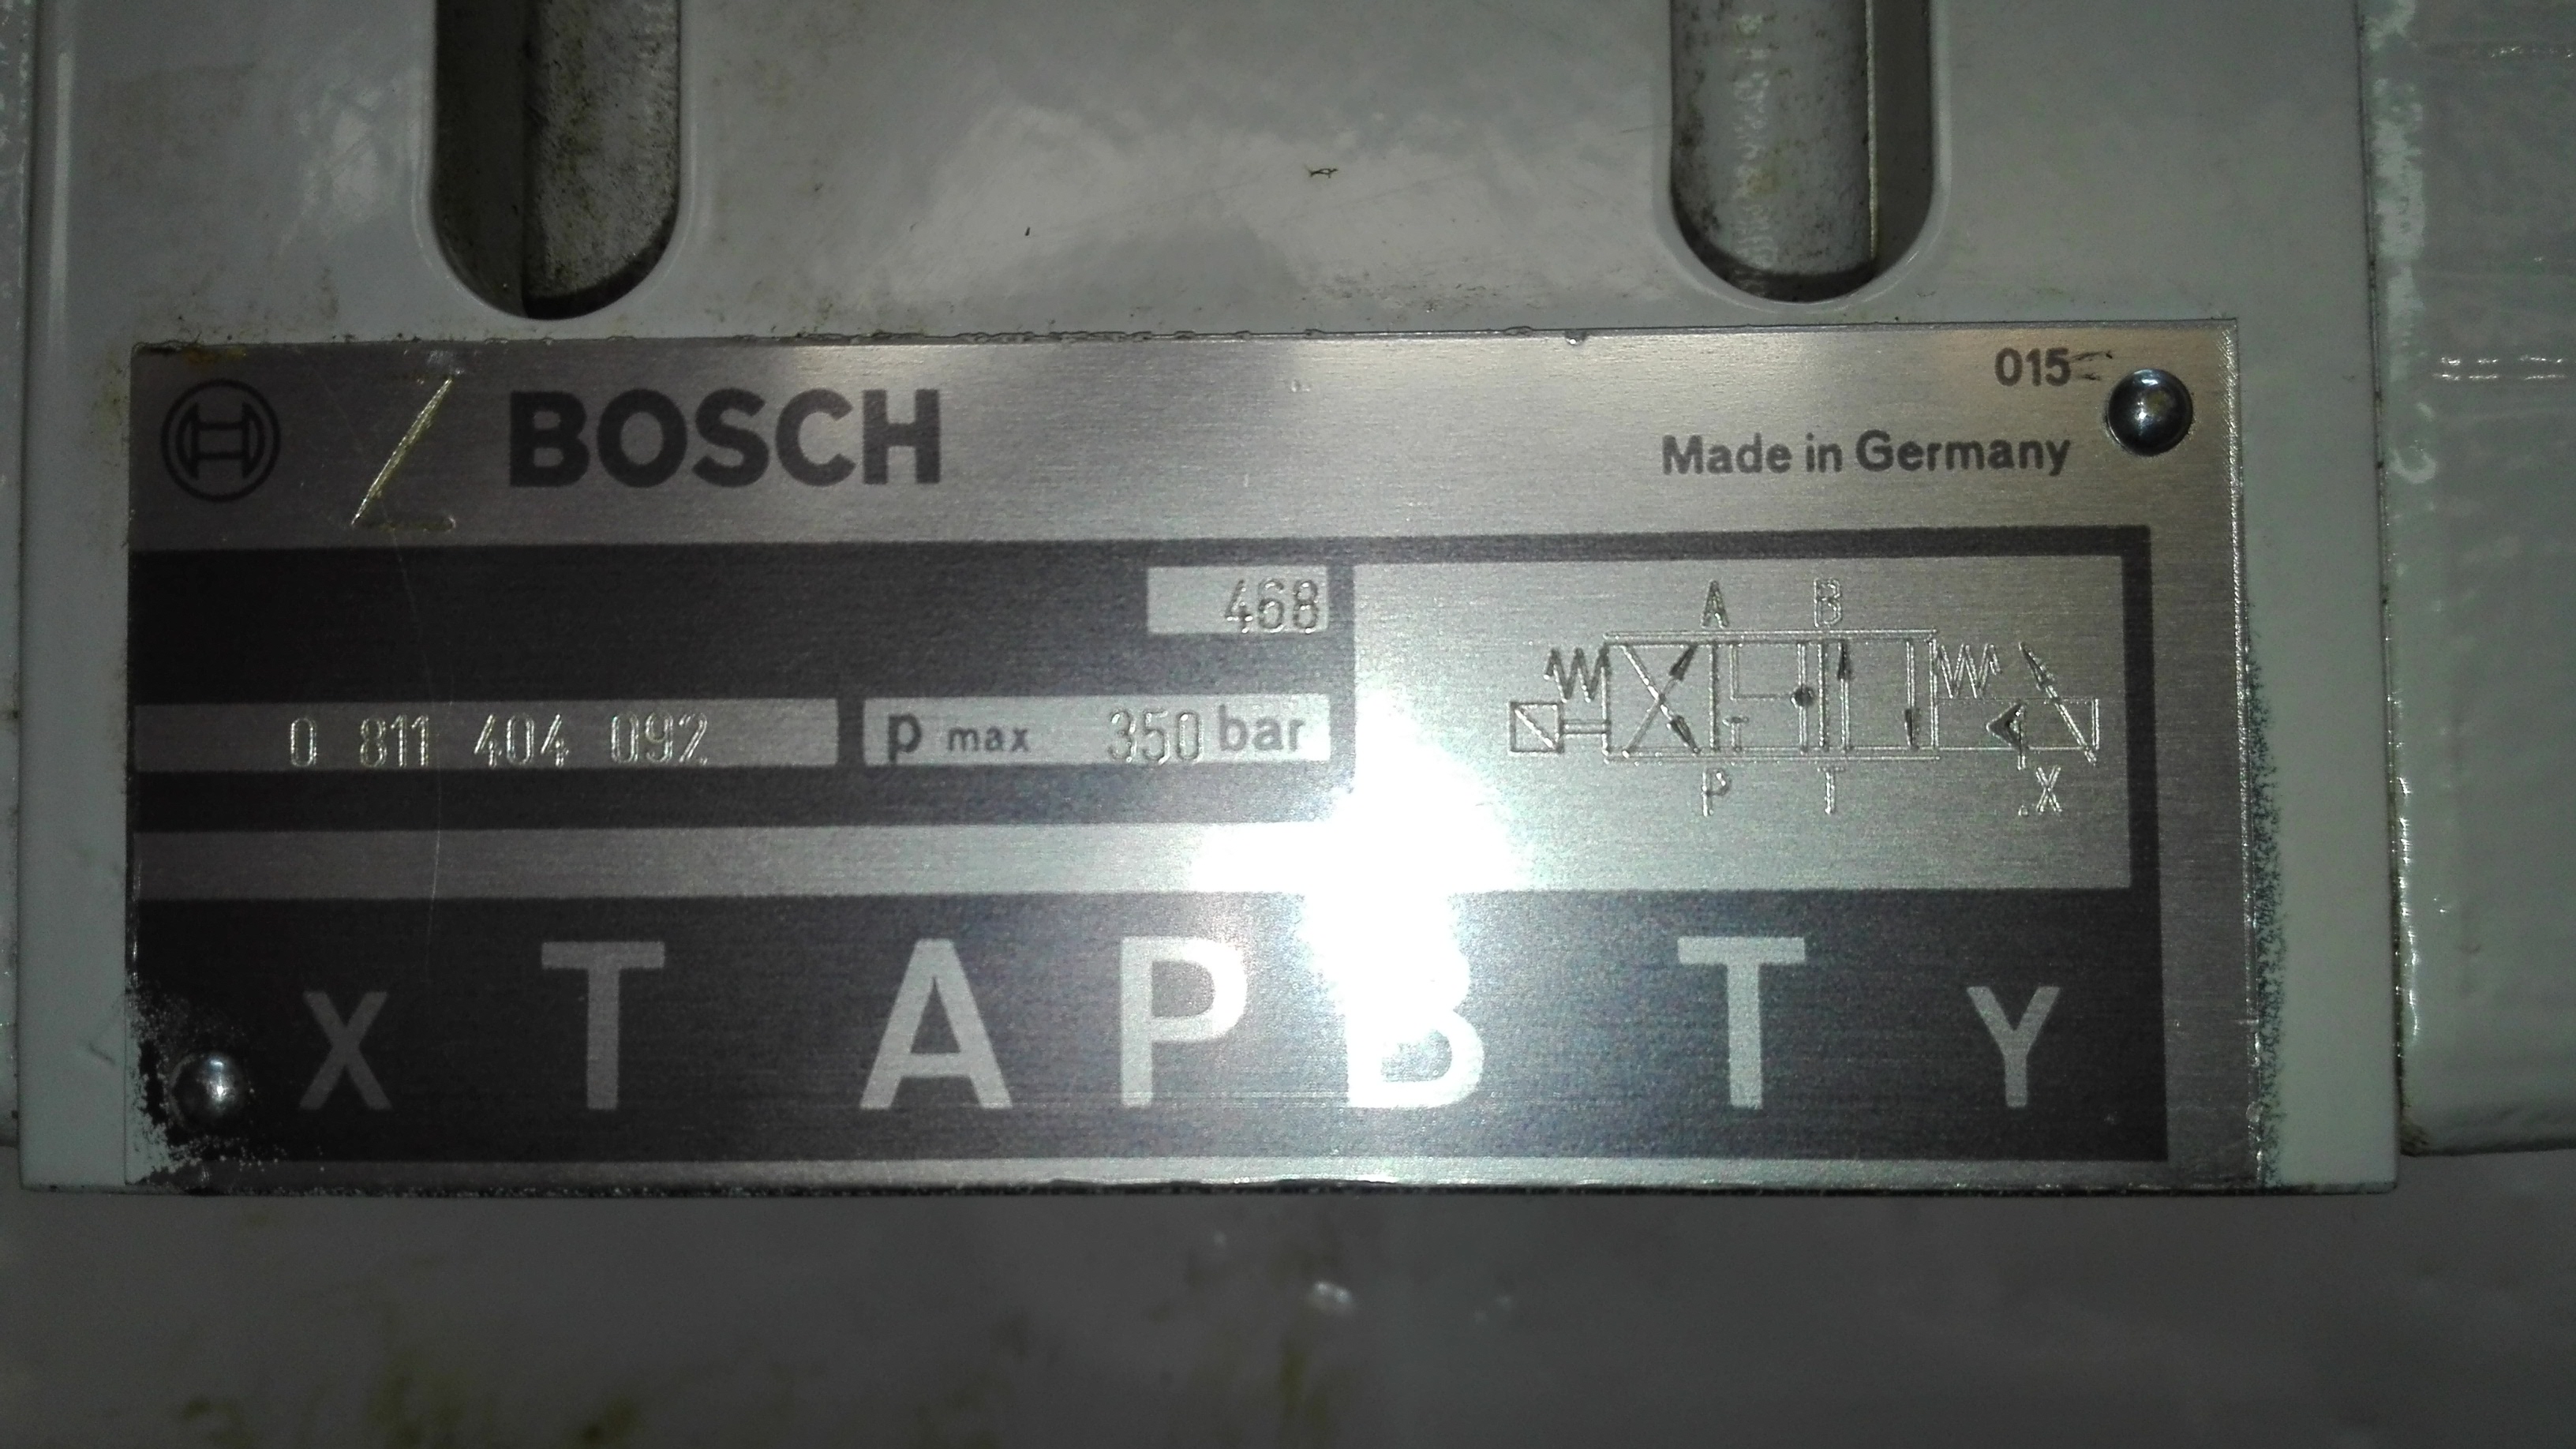 015
BOSCH
Made in Germany
468
A B
0 811 404 092
p max 350 bar
P T X
X T A P B T Y